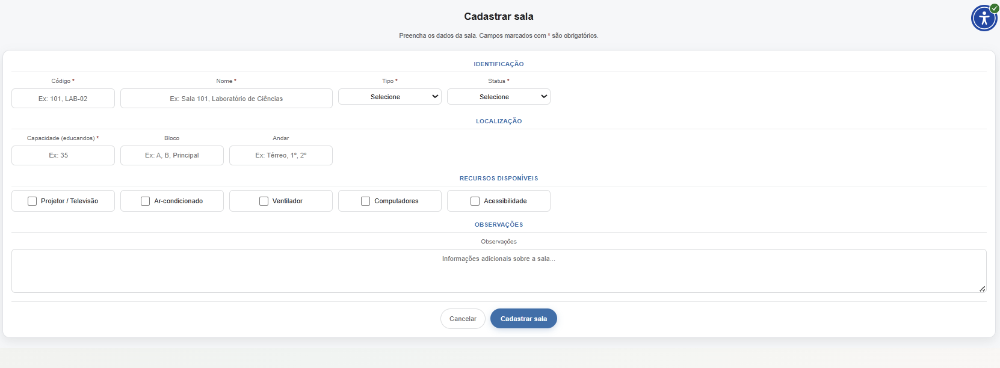 Cadastrar sala
Preencha os dados da sala. Campos marcados com * são obrigatórios.
IDENTIFICAÇÃO
Código * Nome * Tipo * Status *
Ex: 101, LAB-02 Ex: Sala 101, Laboratório de Ciências Selecione Selecione
LOCALIZAÇÃO
Capacidade (educandos) * Bloco Andar
Ex: 35 Ex: A, B, Principal Ex: Térreo, 1º, 2º
RECURSOS DISPONÍVEIS
Projetor / Televisão Ar-condicionado Ventilador Computadores Acessibilidade
OBSERVAÇÕES
Observações
Informações adicionais sobre a sala...
Cancelar Cadastrar sala